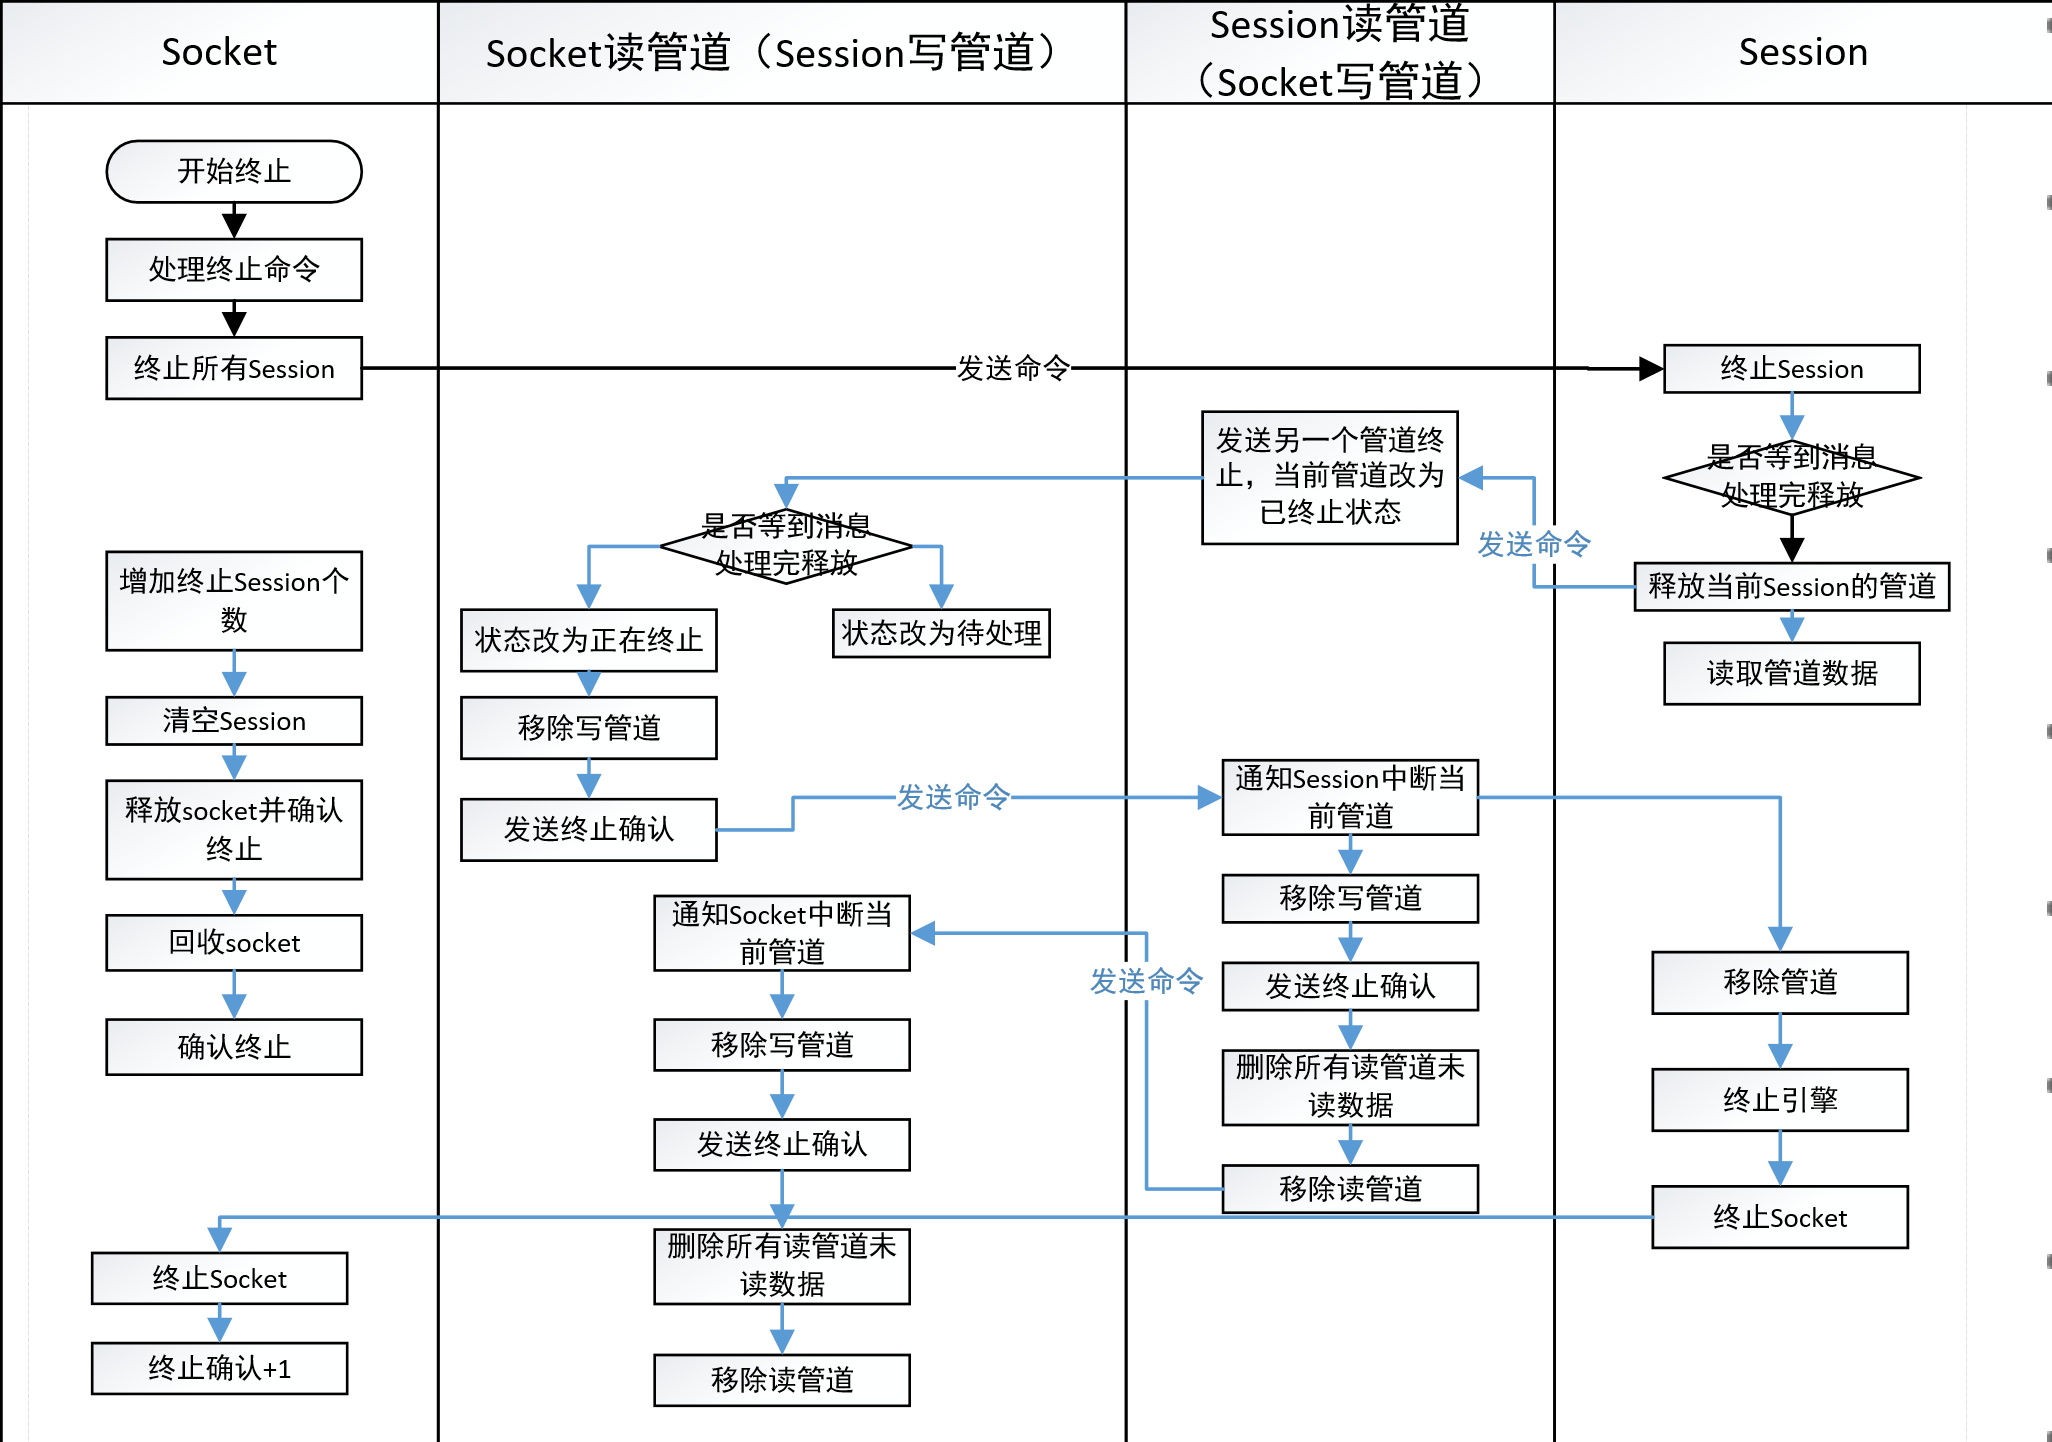 Socket
Socket读管道（Session写管道）
Session读管道
（Socket写管道）
Session
开始终止
处理终止命令
终止所有Session
发送命令
终止Session
是否等到消息
处理完释放
发送另一个管道终
止，当前管道改为
已终止状态
发送命令
释放当前Session的管道
读取管道数据
是否等到消息
处理完释放
状态改为正在终止
状态改为待处理
移除写管道
发送终止确认
发送命令
增加终止Session个
数
清空Session
释放socket并确认
终止
回收socket
确认终止
通知Session中断当
前管道
移除写管道
发送终止确认
删除所有读管道未
读数据
移除读管道
发送命令
通知Socket中断当
前管道
移除写管道
发送终止确认
删除所有读管道未
读数据
移除读管道
移除管道
终止引擎
终止Socket
终止Socket
终止确认+1